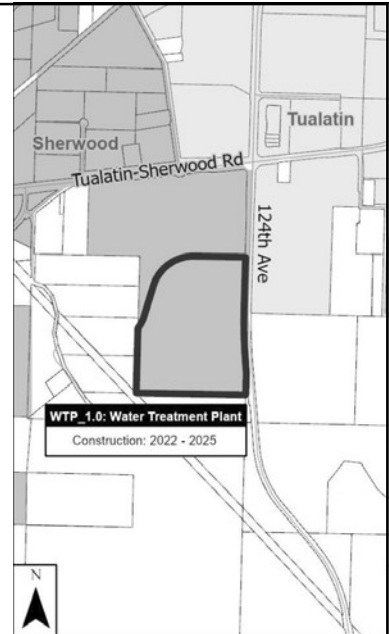 Sherwood
Tualatin
Tualatin-Sherwood Rd
124th Ave
WTP_1.0: Water Treatment Plant
Construction: 2022 - 2025
N